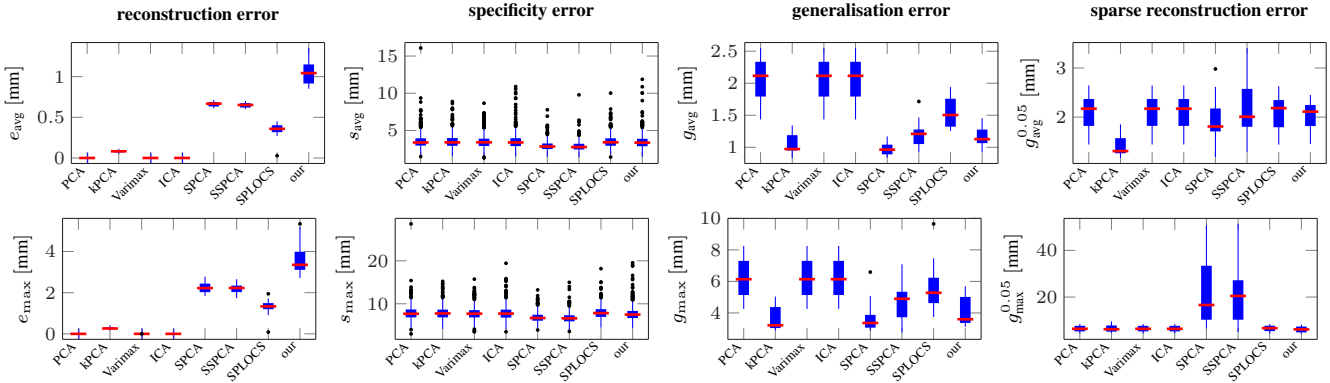 reconstruction error
specificity error
generalisation error
sparse reconstruction error
e_avg [mm]
1
0.5
0
PCA
kPCA
Varimax
ICA
SPCA
SSPCA
SPLOCS
our
s_avg [mm]
15
10
5
PCA
kPCA
Varimax
ICA
SPCA
SSPCA
SPLOCS
our
g_avg [mm]
2.5
2
1.5
1
PCA
kPCA
Varimax
ICA
SPCA
SSPCA
SPLOCS
our
g_avg^0.05 [mm]
3
2
PCA
kPCA
Varimax
ICA
SPCA
SSPCA
SPLOCS
our
e_max [mm]
4
2
0
PCA
kPCA
Varimax
ICA
SPCA
SSPCA
SPLOCS
our
s_max [mm]
20
10
PCA
kPCA
Varimax
ICA
SPCA
SSPCA
SPLOCS
our
g_max [mm]
10
8
6
4
PCA
kPCA
Varimax
ICA
SPCA
SSPCA
SPLOCS
our
g_max^0.05 [mm]
40
20
PCA
kPCA
Varimax
ICA
SPCA
SSPCA
SPLOCS
our